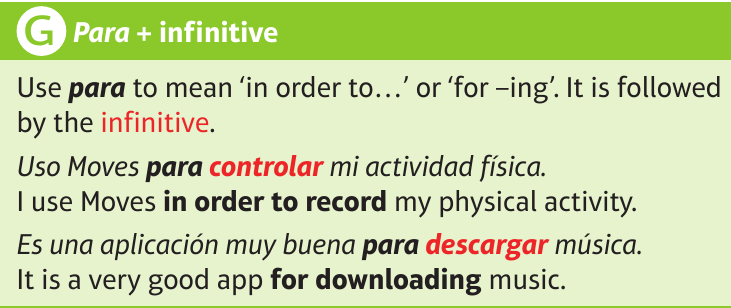 G Para + infinitive
Use para to mean ‘in order to…’ or ‘for –ing’. It is followed
by the infinitive.
Uso Moves para controlar mi actividad física.
I use Moves in order to record my physical activity.
Es una aplicación muy buena para descargar música.
It is a very good app for downloading music.